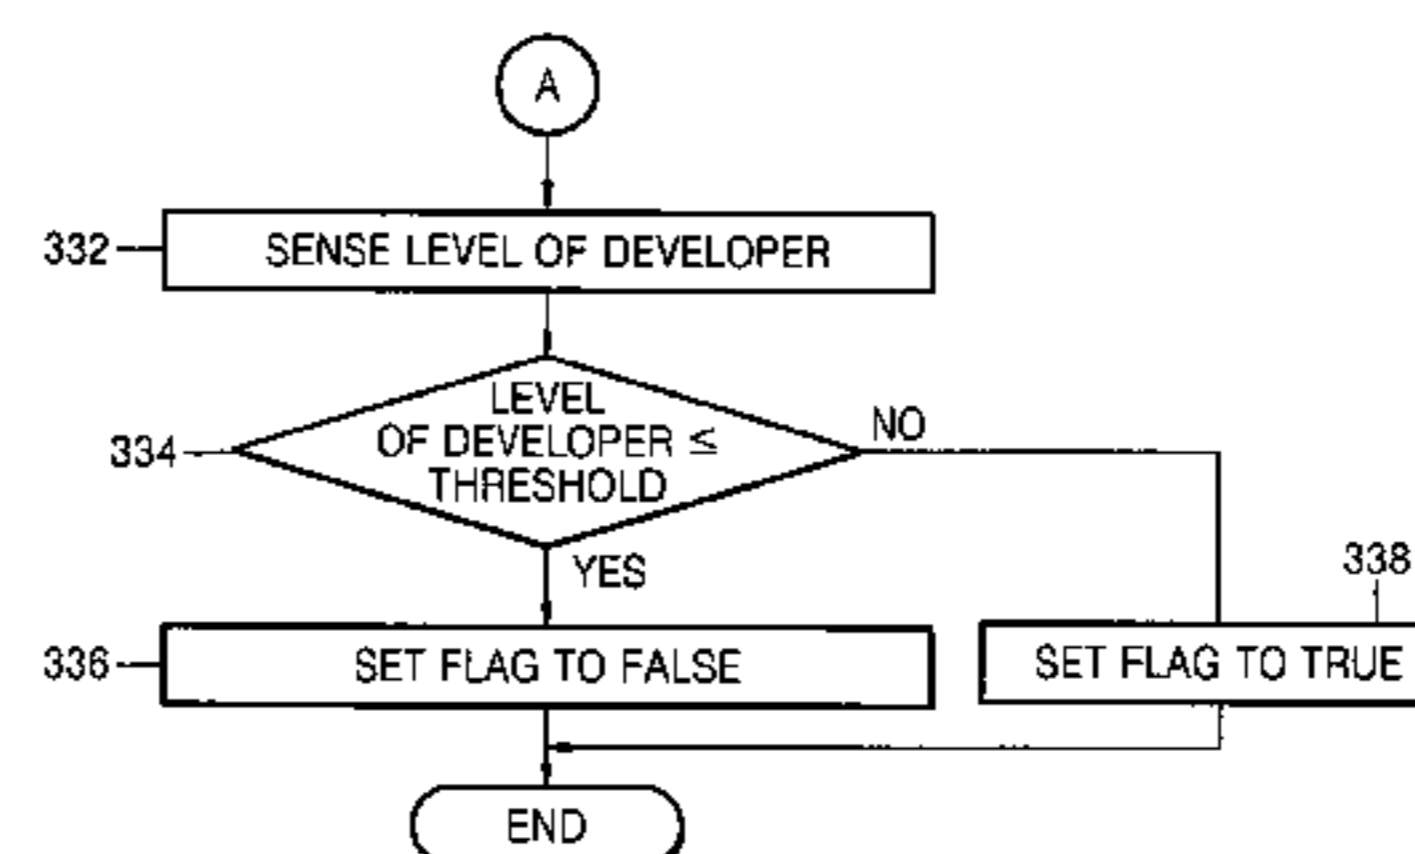 A
332
SENSE LEVEL OF DEVELOPER
LEVEL
OF DEVELOPER ≤
THRESHOLD
334
NO
YES
338
336
SET FLAG TO FALSE
SET FLAG TO TRUE
END